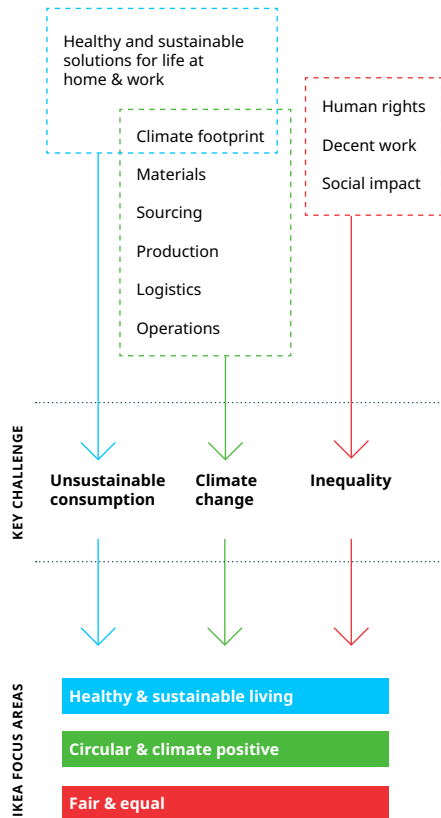 Healthy and sustainable
solutions for life at
home & work
Climate footprint
Materials
Sourcing
Production
Logistics
Operations
Human rights
Decent work
Social impact
KEY CHALLENGE
Unsustainable
consumption
Climate
change
Inequality
IKEA FOCUS AREAS
Healthy & sustainable living
Circular & climate positive
Fair & equal